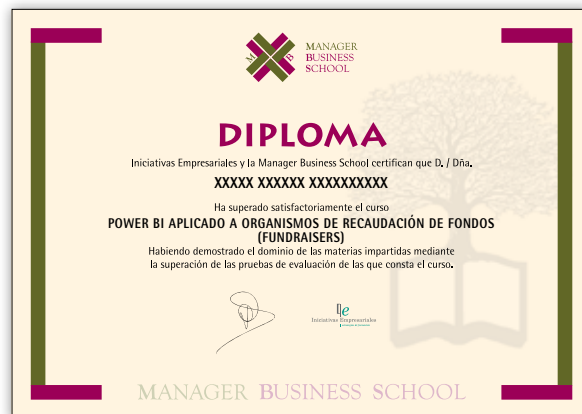 M B
MANAGER
BUSINESS
SCHOOL
DIPLOMA
Iniciativas Empresariales y la Manager Business School certifican que D. / Dña.
XXXXX XXXXXX XXXXXXXXXX
Ha superado satisfactoriamente el curso
POWER BI APLICADO A ORGANISMOS DE RECAUDACIÓN DE FONDOS
(FUNDRAISERS)
Habiendo demostrado el dominio de las materias impartidas mediante
la superación de las pruebas de evaluación de las que consta el curso.
Iniciativas Empresariales
MANAGER BUSINESS SCHOOL